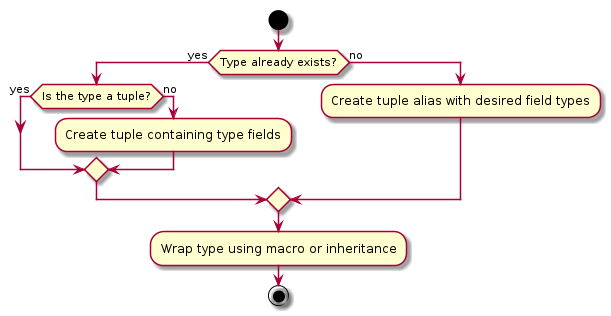 Type already exists?
yes
no
Is the type a tuple?
yes
no
Create tuple containing type fields
Create tuple alias with desired field types
Wrap type using macro or inheritance